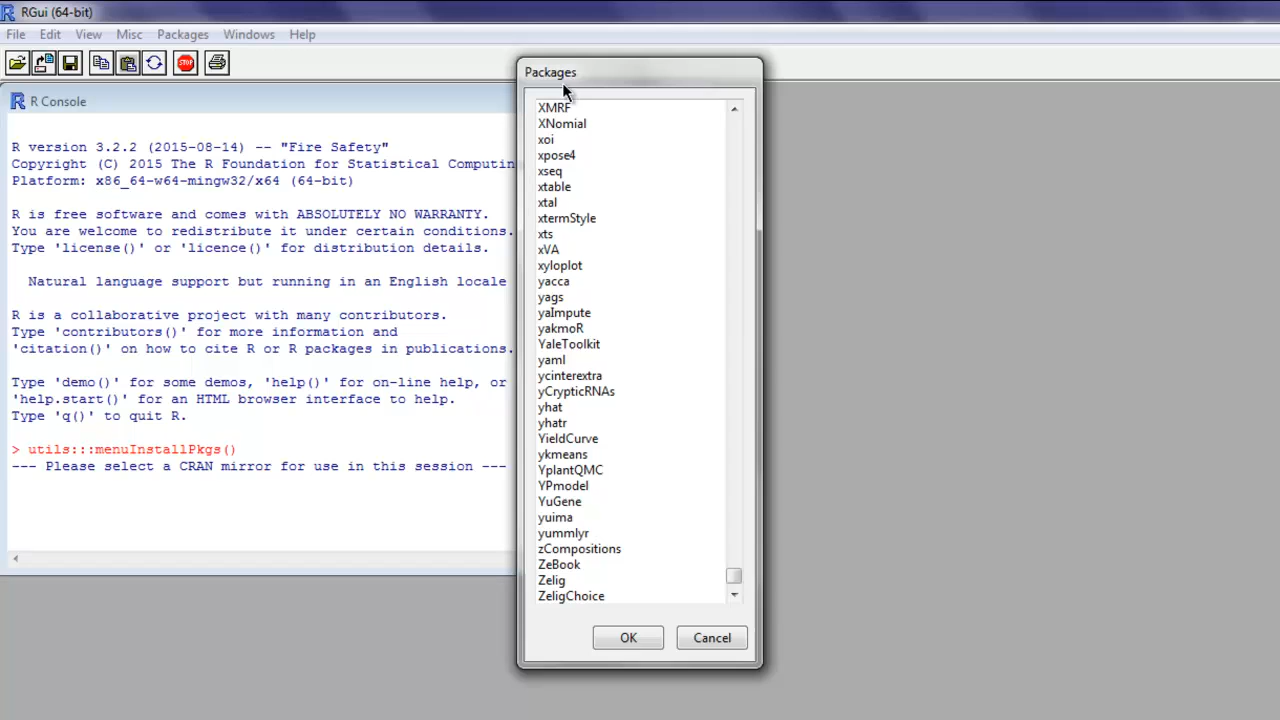 RGui (64-bit)
File Edit View Misc Packages Windows Help
STOP
R Console
R version 3.2.2 (2015-08-14) -- "Fire Safety"
Copyright (C) 2015 The R Foundation for Statistical Computin
Platform: x86_64-w64-mingw32/x64 (64-bit)
R is free software and comes with ABSOLUTELY NO WARRANTY.
You are welcome to redistribute it under certain conditions.
Type 'license()' or 'licence()' for distribution details.
Natural language support but running in an English locale
R is a collaborative project with many contributors.
Type 'contributors()' for more information and
'citation()' on how to cite R or R packages in publications.
Type 'demo()' for some demos, 'help()' for on-line help, or
'help.start()' for an HTML browser interface to help.
Type 'q()' to quit R.
> utils:::menuInstallPkgs()
--- Please select a CRAN mirror for use in this session ---
Packages
XMRF
XNomial
xoi
xpose4
xseq
xtable
xtal
xtermStyle
xts
xVA
xyloplot
yacca
yags
yaImpute
yakmoR
YaleToolkit
yaml
ycinterextra
yCrypticRNAs
yhat
yhatr
YieldCurve
ykmeans
YplantQMC
YPmodel
YuGene
yuima
yummlyr
zCompositions
ZeBook
Zelig
ZeligChoice
OK Cancel